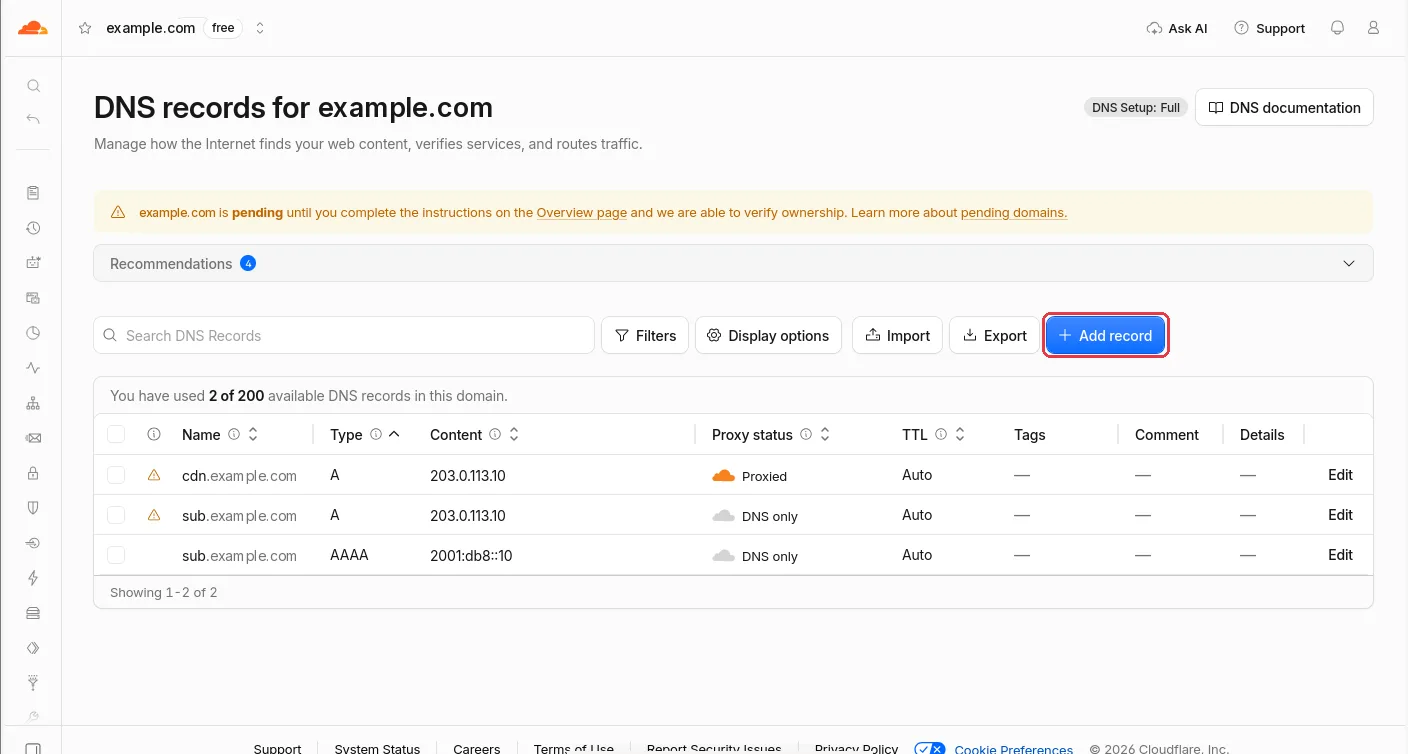 example.com free
Ask AI Support
DNS records for example.com
DNS Setup: Full
DNS documentation
Manage how the Internet finds your web content, verifies services, and routes traffic.
example.com is pending until you complete the instructions on the Overview page and we are able to verify ownership. Learn more about pending domains.
Recommendations 4
Search DNS Records Filters Display options Import Export + Add record
You have used 2 of 200 available DNS records in this domain.
Name Type Content Proxy status TTL Tags Comment Details
cdn.example.com A 203.0.113.10 Proxied Auto — — — Edit
sub.example.com A 203.0.113.10 DNS only Auto — — — Edit
sub.example.com AAAA 2001:db8::10 DNS only Auto — — — Edit
Showing 1-2 of 2
Support System Status Careers Terms of Use Report Security Issues Privacy Policy Cookie Preferences © 2026 Cloudflare, Inc.